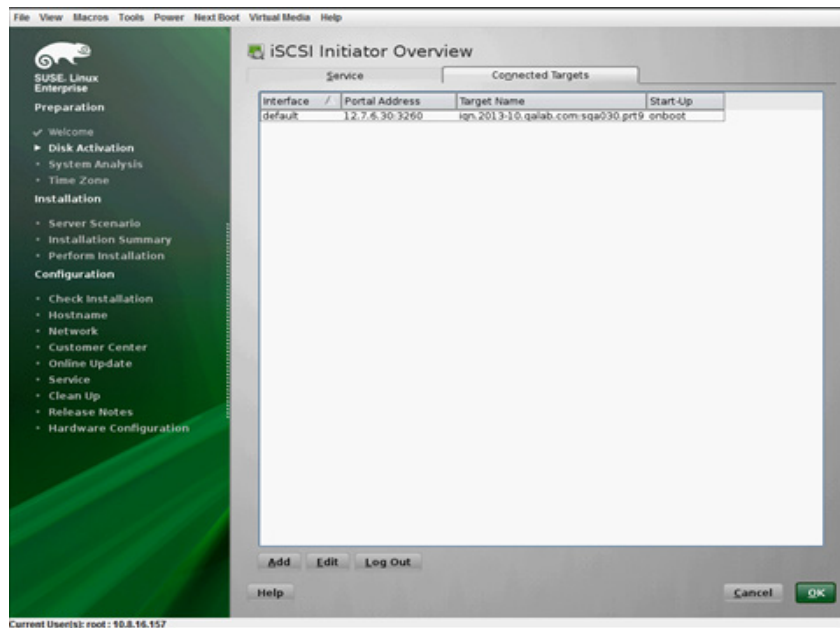 File View Macros Tools Power Next Boot Virtual Media Help
SUSE. Linux
Enterprise
Preparation
Welcome
Disk Activation
System Analysis
Time Zone
Installation
Server Scenario
Installation Summary
Perform Installation
Configuration
Check Installation
Hostname
Network
Customer Center
Online Update
Service
Clean Up
Release Notes
Hardware Configuration
iSCSI Initiator Overview
Service Connected Targets
Interface Portal Address Target Name Start-Up
default 12.7.6.30:3260 iqn.2013-10.qalab.com:sqa030.prt9 onboot
Add Edit Log Out
Help Cancel OK
Current User(s): root : 10.8.16.157